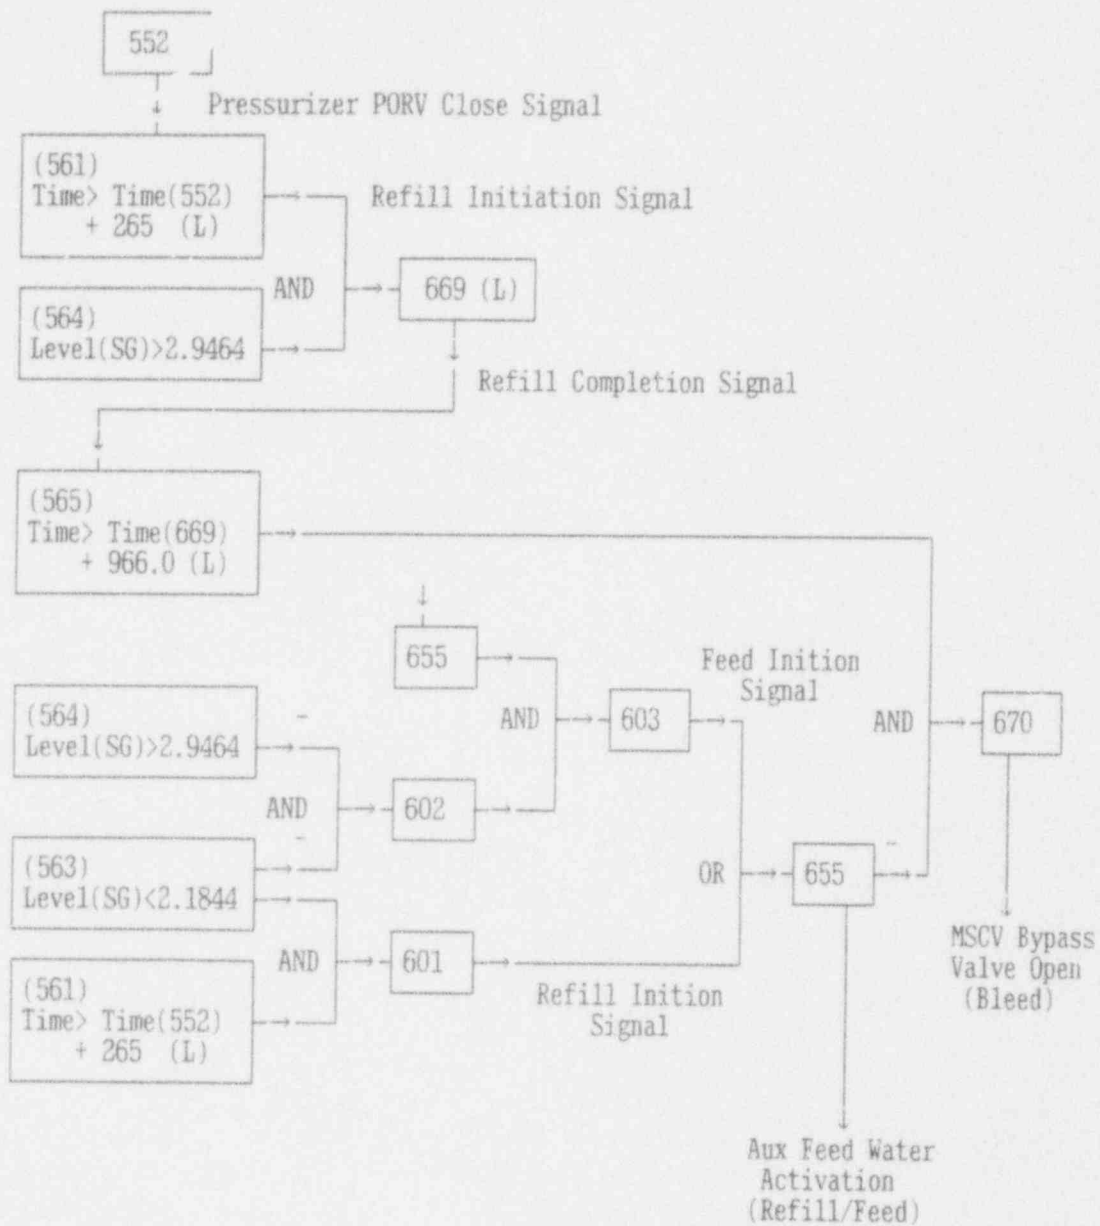 552
Pressurizer PORV Close Signal
(561)
Time> Time(552)
+ 265 (L)
Refill Initiation Signal
AND
669 (L)
(564)
Level(SG)>2.9464
Refill Completion Signal
(565)
Time> Time(669)
+ 966.0 (L)
655
Feed Inition
Signal
(564)
Level(SG)>2.9464
-
AND
603
AND
670
AND
602
-
(563)
Level(SG)<2.1844
OR
655
-
MSCV Bypass
Valve Open
(Bleed)
AND
601
Refill Inition
Signal
(561)
Time> Time(552)
+ 265 (L)
Aux Feed Water
Activation
(Refill/Feed)